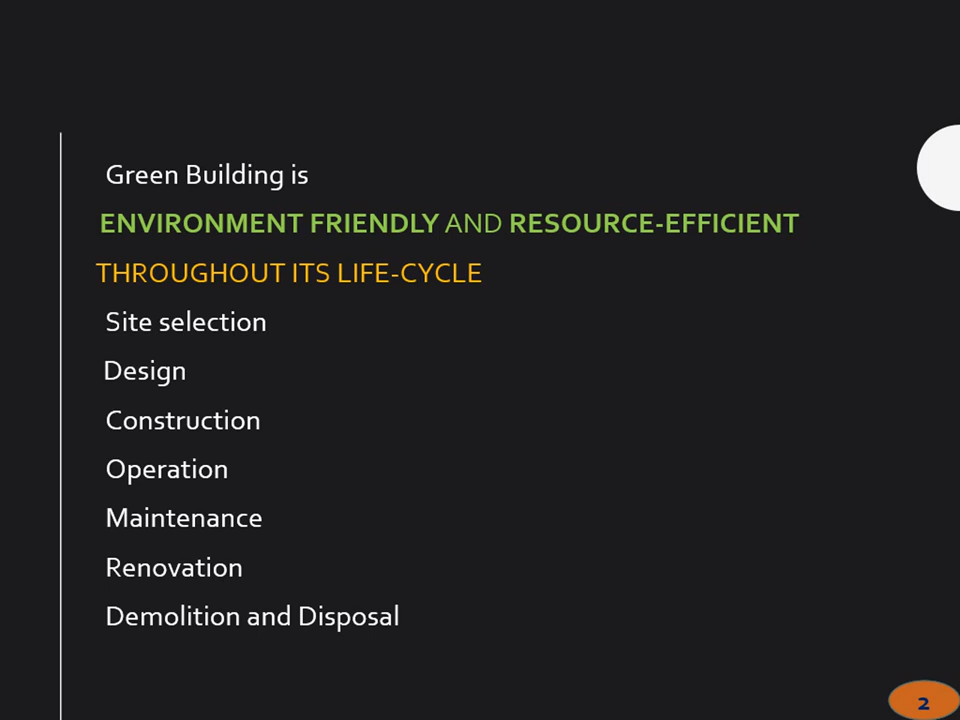 Green Building is
ENVIRONMENT FRIENDLY AND RESOURCE-EFFICIENT
THROUGHOUT ITS LIFE-CYCLE
Site selection
Design
Construction
Operation
Maintenance
Renovation
Demolition and Disposal
2